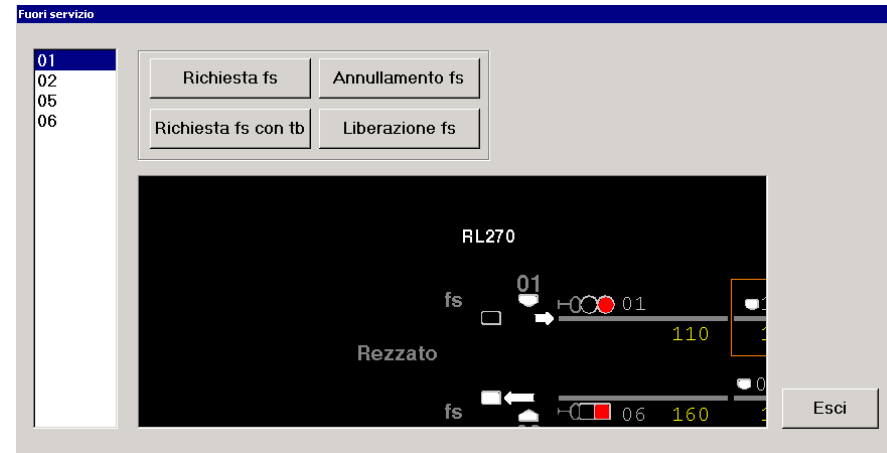 Fuori servizio
01
02
05
06
Richiesta fs
Annullamento fs
Richiesta fs con tb
Liberazione fs
RL270
01
fs
01
110
Rezzato
fs
06
160
Esci